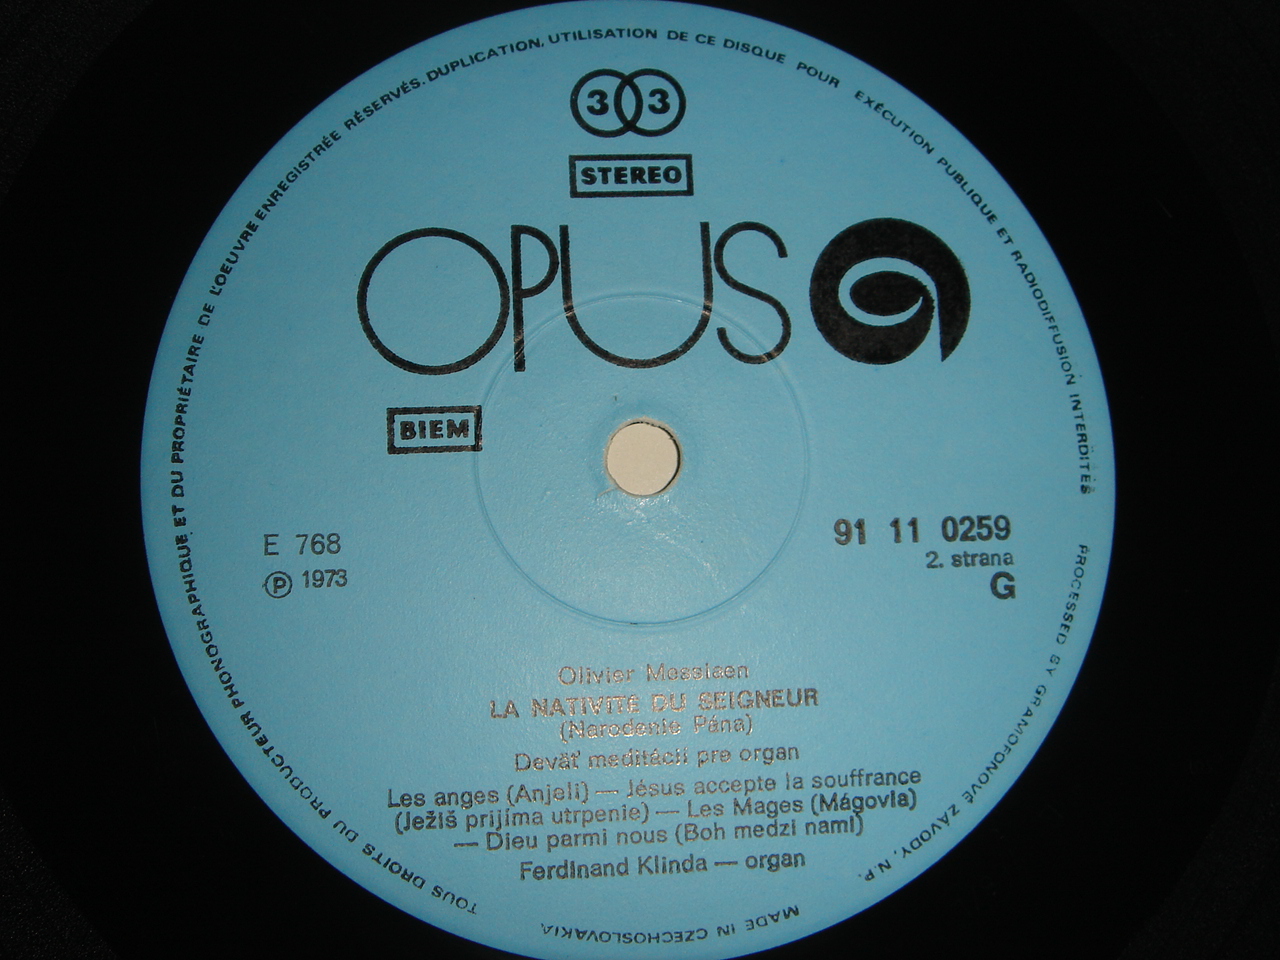 TOUS DROITS DU PRODUCTEUR PHONOGRAPHIQUE ET DU PROPRIÉTAIRE DE L'OEUVRE ENREGISTRÉE RÉSERVÉS. DUPLICATION, UTILISATION DE CE DISQUE POUR EXÉCUTION PUBLIQUE ET RADIODIFFUSION INTERDITES
33
STEREO
OPUS
BIEM
E 768
℗ 1973
91 11 0259
2. strana
G
Olivier Messiaen
LA NATIVITE DU SEIGNEUR
(Narodenie Pána)
Deväť meditácií pre organ
Les anges (Anjeli) — Jésus accepte la souffrance
(Ježiš prijíma utrpenie) — Les Mages (Mágovia)
— Dieu parmi nous (Boh medzi nami)
Ferdinand Klinda — organ
PROCESSED BY GRAMOFONOVÉ ZÁVODY, N.P.
MADE IN CZECHOSLOVAKIA